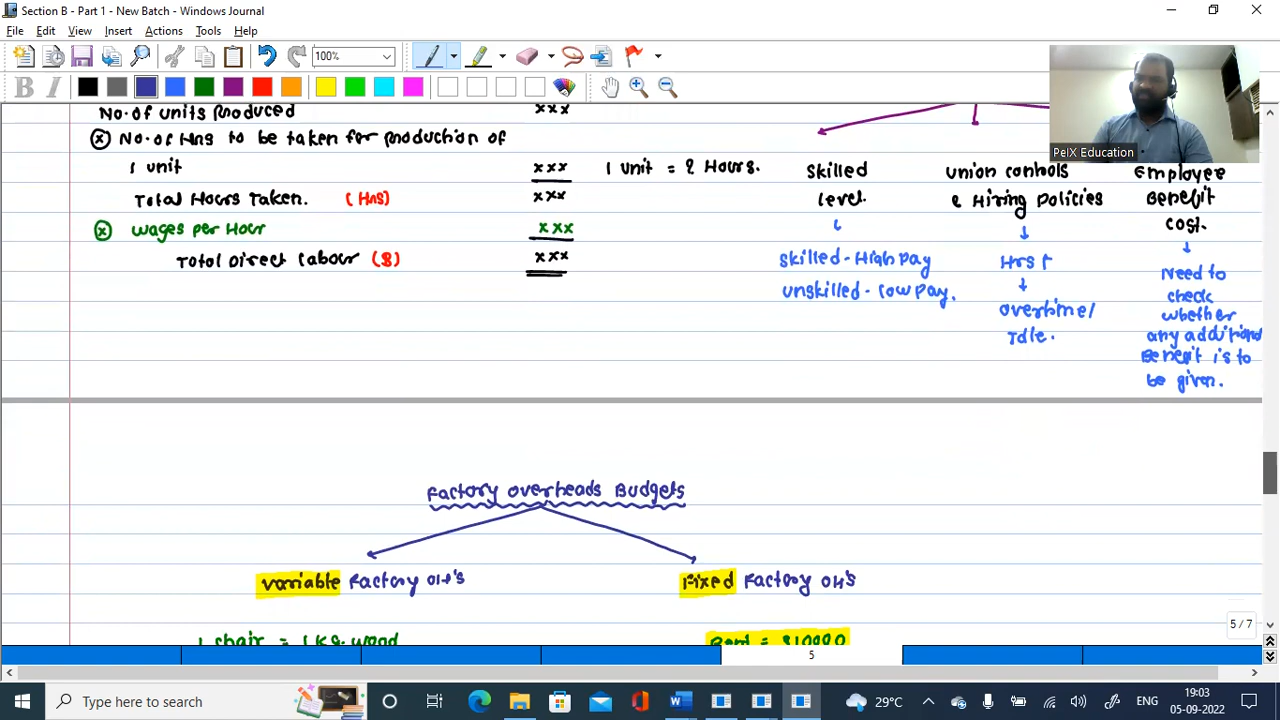 Section B - Part 1 - New Batch - Windows Journal
File Edit View Insert Actions Tools Help
100%
B I
PelX Education
No. of units produced xxx
(x) No. of Hrs to be taken for production of
1 unit xxx 1 unit = 2 Hours.
Total Hours Taken. (Hrs) xxx
(x) wages per Hour xxx
Total Direct labour ($) xxx
Skilled
level.
Skilled - High pay
unskilled - low pay.
Union controls
& Hiring policies
Hrs ↑
overtime/
Idle.
Employee
Benefit
cost.
Need to
check
whether
any additional
Benefit is to
be given.
Factory overheads Budgets
variable Factory OH's
Fixed Factory OH's
1 chair = 1 kg. wood
Rent = $10000
5 / 7
5
Type here to search
29°C
ENG
19:03
05-09-2022